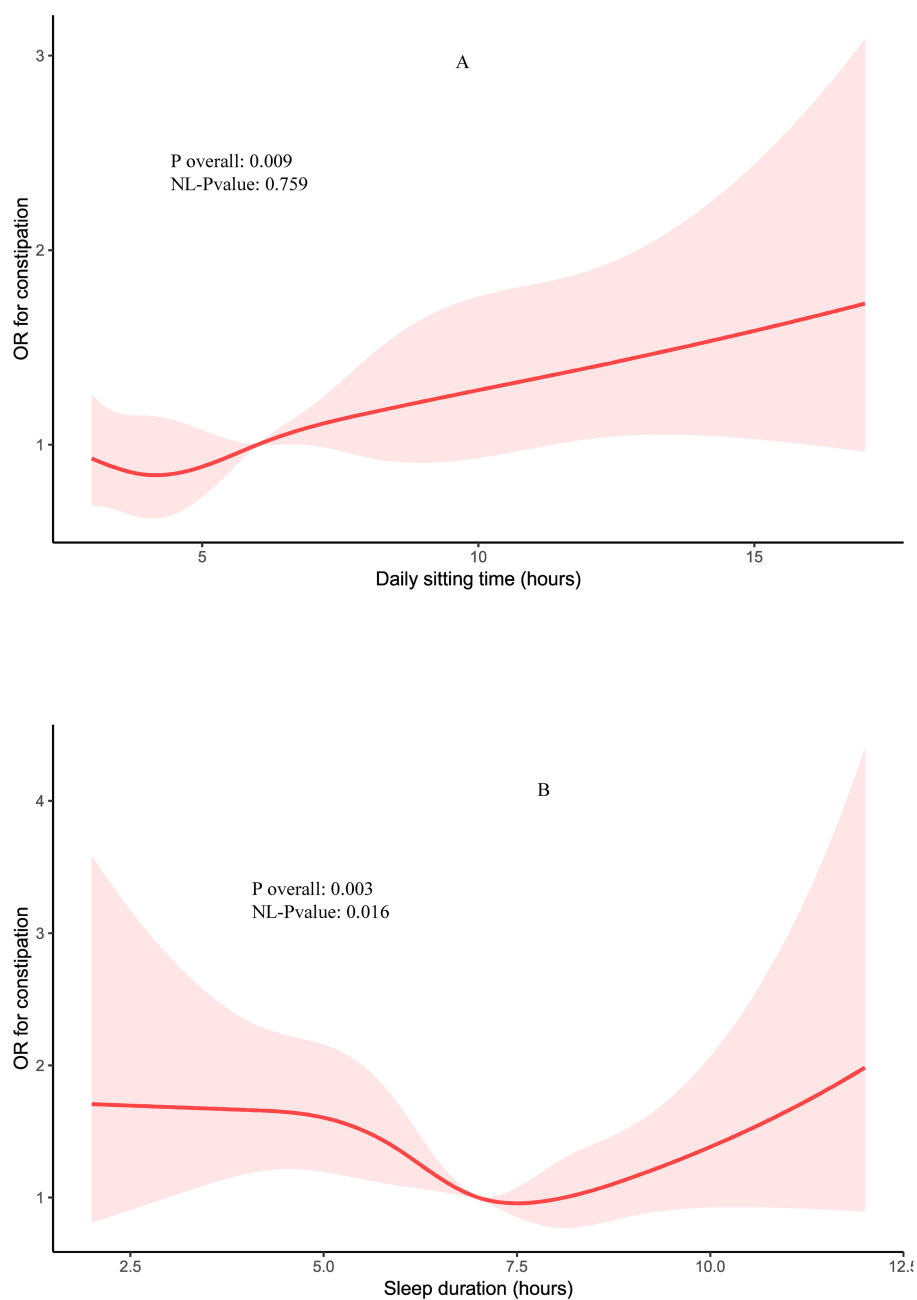 A
P overall: 0.009
NL-Pvalue: 0.759
OR for constipation
3
2
1
5 10 15
Daily sitting time (hours)
B
P overall: 0.003
NL-Pvalue: 0.016
OR for constipation
4
3
2
1
2.5 5.0 7.5 10.0 12.5
Sleep duration (hours)